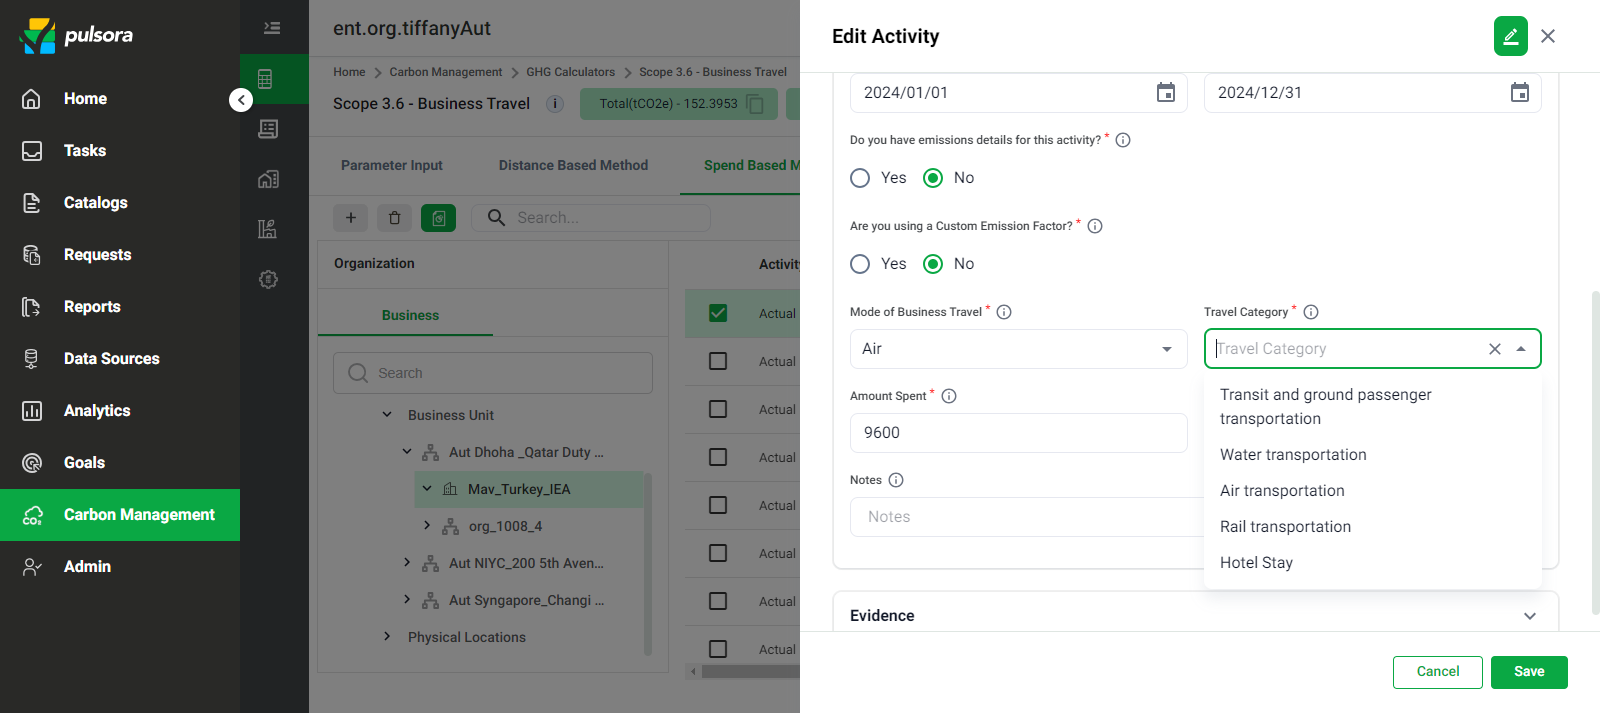 pulsora
Home
Tasks
Catalogs
Requests
Reports
Data Sources
Analytics
Goals
Carbon Management
Admin
ent.org.tiffanyAut
Home > Carbon Management > GHG Calculators > Scope 3.6 - Business Travel
Scope 3.6 - Business Travel
Total(tCO2e) - 152.3953
Parameter Input
Distance Based Method
Spend Based M
Search...
Organization
Business
Search
Business Unit
Aut Dhoha _Qatar Duty ...
Mav_Turkey_IEA
org_1008_4
Aut NIYC_200 5th Aven...
Aut Syngapore_Changi ...
Physical Locations
Activity
Actual
Actual
Actual
Actual
Actual
Actual
Actual
Actual
Edit Activity
2024/01/01
2024/12/31
Do you have emissions details for this activity? *
Yes
No
Are you using a Custom Emission Factor? *
Yes
No
Mode of Business Travel *
Air
Travel Category *
Travel Category
Transit and ground passenger
transportation
Water transportation
Air transportation
Rail transportation
Hotel Stay
Amount Spent *
9600
Notes
Notes
Evidence
Cancel
Save